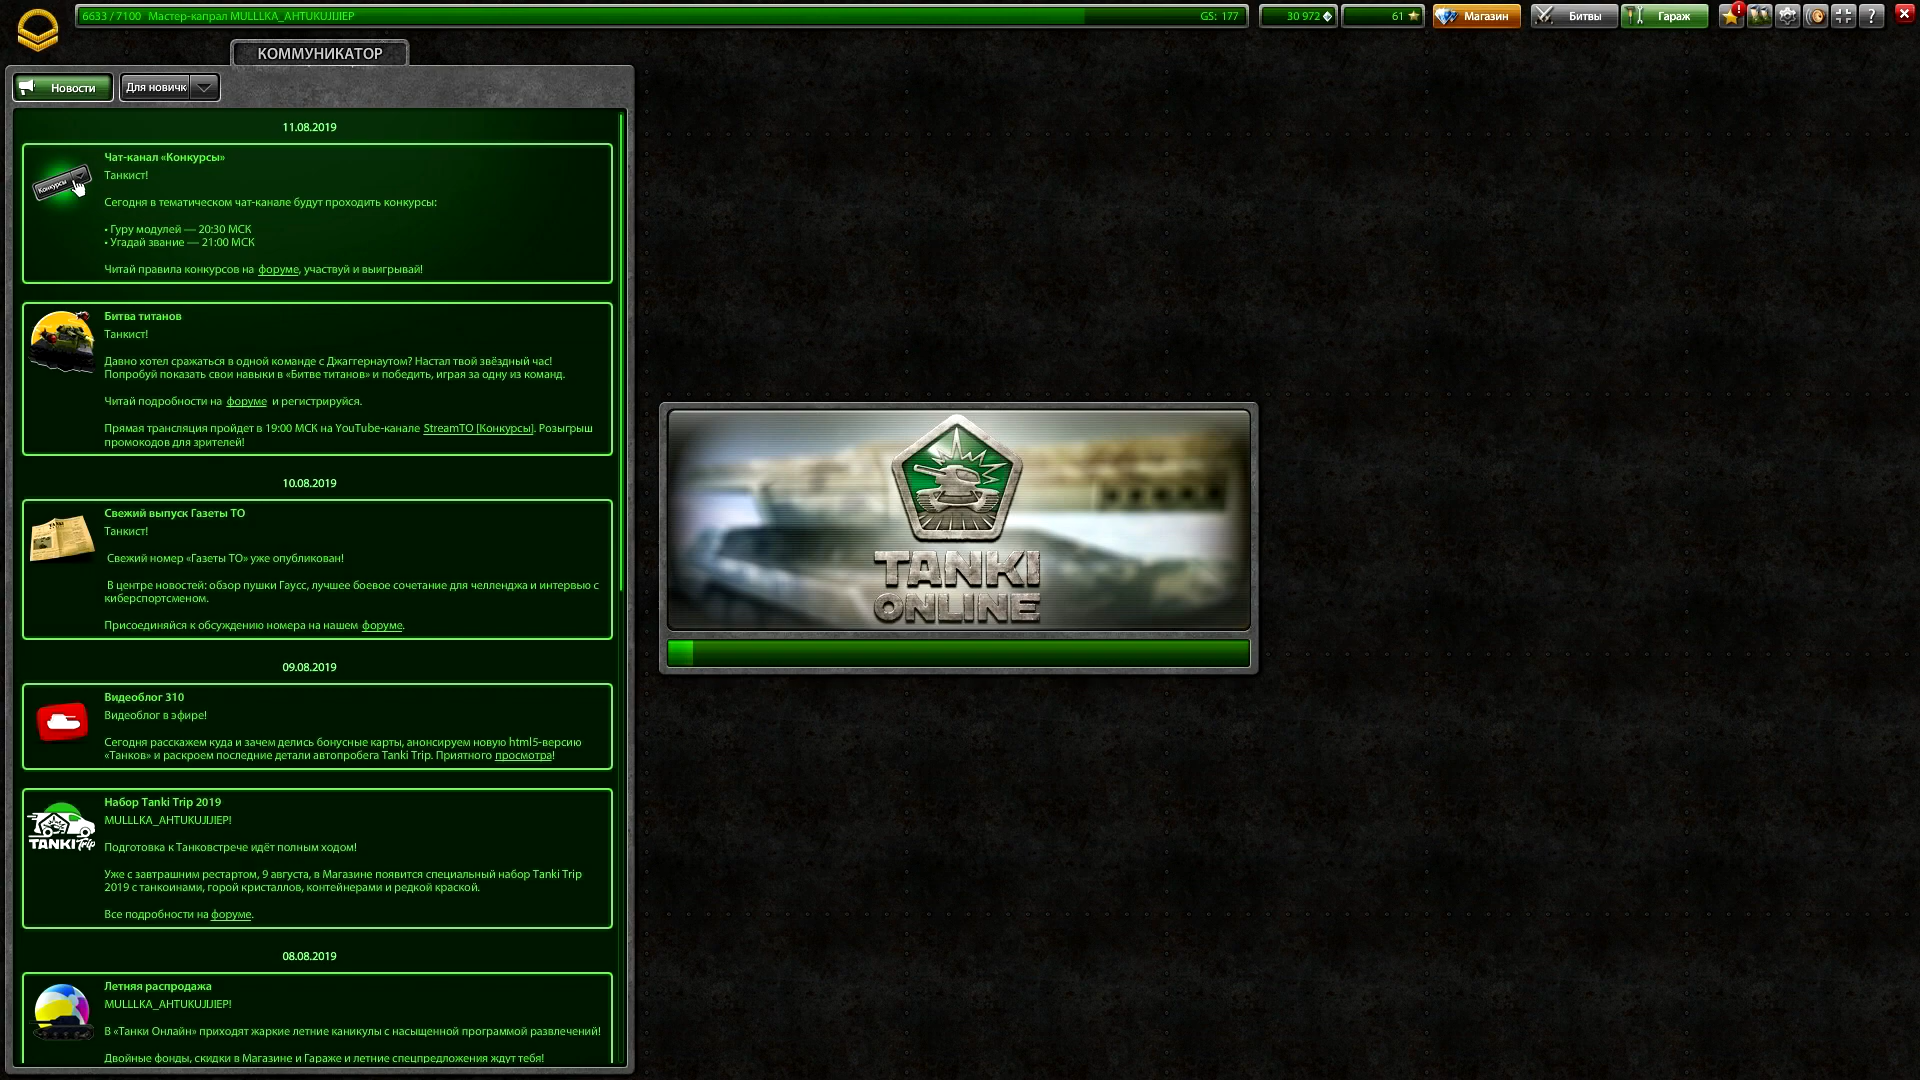 6633 / 7100 Мастер-капрал MULLLKA_AHTUKUJIJIEP
GS: 177
30 972
61
Магазин
Битвы
Гараж
!
?
КОММУНИКАТОР
Новости
Для новичк
11.08.2019
Чат-канал «Конкурсы»
Конкурсы
Танкист!
Сегодня в тематическом чат-канале будут проходить конкурсы:
• Гуру модулей — 20:30 МСК
• Угадай звание — 21:00 МСК
Читай правила конкурсов на форуме, участвуй и выигрывай!
Битва титанов
Танкист!
Давно хотел сражаться в одной команде с Джаггернаутом? Настал твой звёздный час!
Попробуй показать свои навыки в «Битве титанов» и победить, играя за одну из команд.
Читай подробности на форуме и регистрируйся.
Прямая трансляция пройдет в 19:00 МСК на YouTube-канале StreamTO [Конкурсы]. Розыгрыш
промокодов для зрителей!
10.08.2019
Свежий выпуск Газеты ТО
Танкист!
Свежий номер «Газеты ТО» уже опубликован!
В центре новостей: обзор пушки Гаусс, лучшее боевое сочетание для челленджа и интервью с
киберспортсменом.
Присоединяйся к обсуждению номера на нашем форуме.
09.08.2019
Видеоблог 310
Видеоблог в эфире!
Сегодня расскажем куда и зачем делись бонусные карты, анонсируем новую html5-версию
«Танков» и раскроем последние детали автопробега Tanki Trip. Приятного просмотра!
Набор Tanki Trip 2019
MULLLKA_AHTUKUJIJIEP!
TANKI Trip
Подготовка к Танковстрече идёт полным ходом!
Уже с завтрашним рестартом, 9 августа, в Магазине появится специальный набор Tanki Trip
2019 с танкоинами, горой кристаллов, контейнерами и редкой краской.
Все подробности на форуме.
08.08.2019
Летняя распродажа
MULLLKA_AHTUKUJIJIEP!
В «Танки Онлайн» приходят жаркие летние каникулы с насыщенной программой развлечений!
Двойные фонды, скидки в Магазине и Гараже и летние спецпредложения ждут тебя!
TANKI
ONLINE